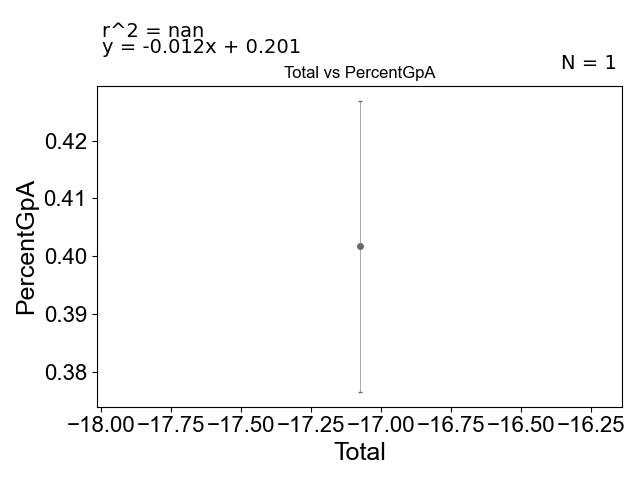 r^2 = nan
y = -0.012x + 0.201
N = 1
Total vs PercentGpA
0.42
0.41
0.40
0.39
0.38
PercentGpA
−18.00 −17.75 −17.50 −17.25 −17.00 −16.75 −16.50 −16.25
Total